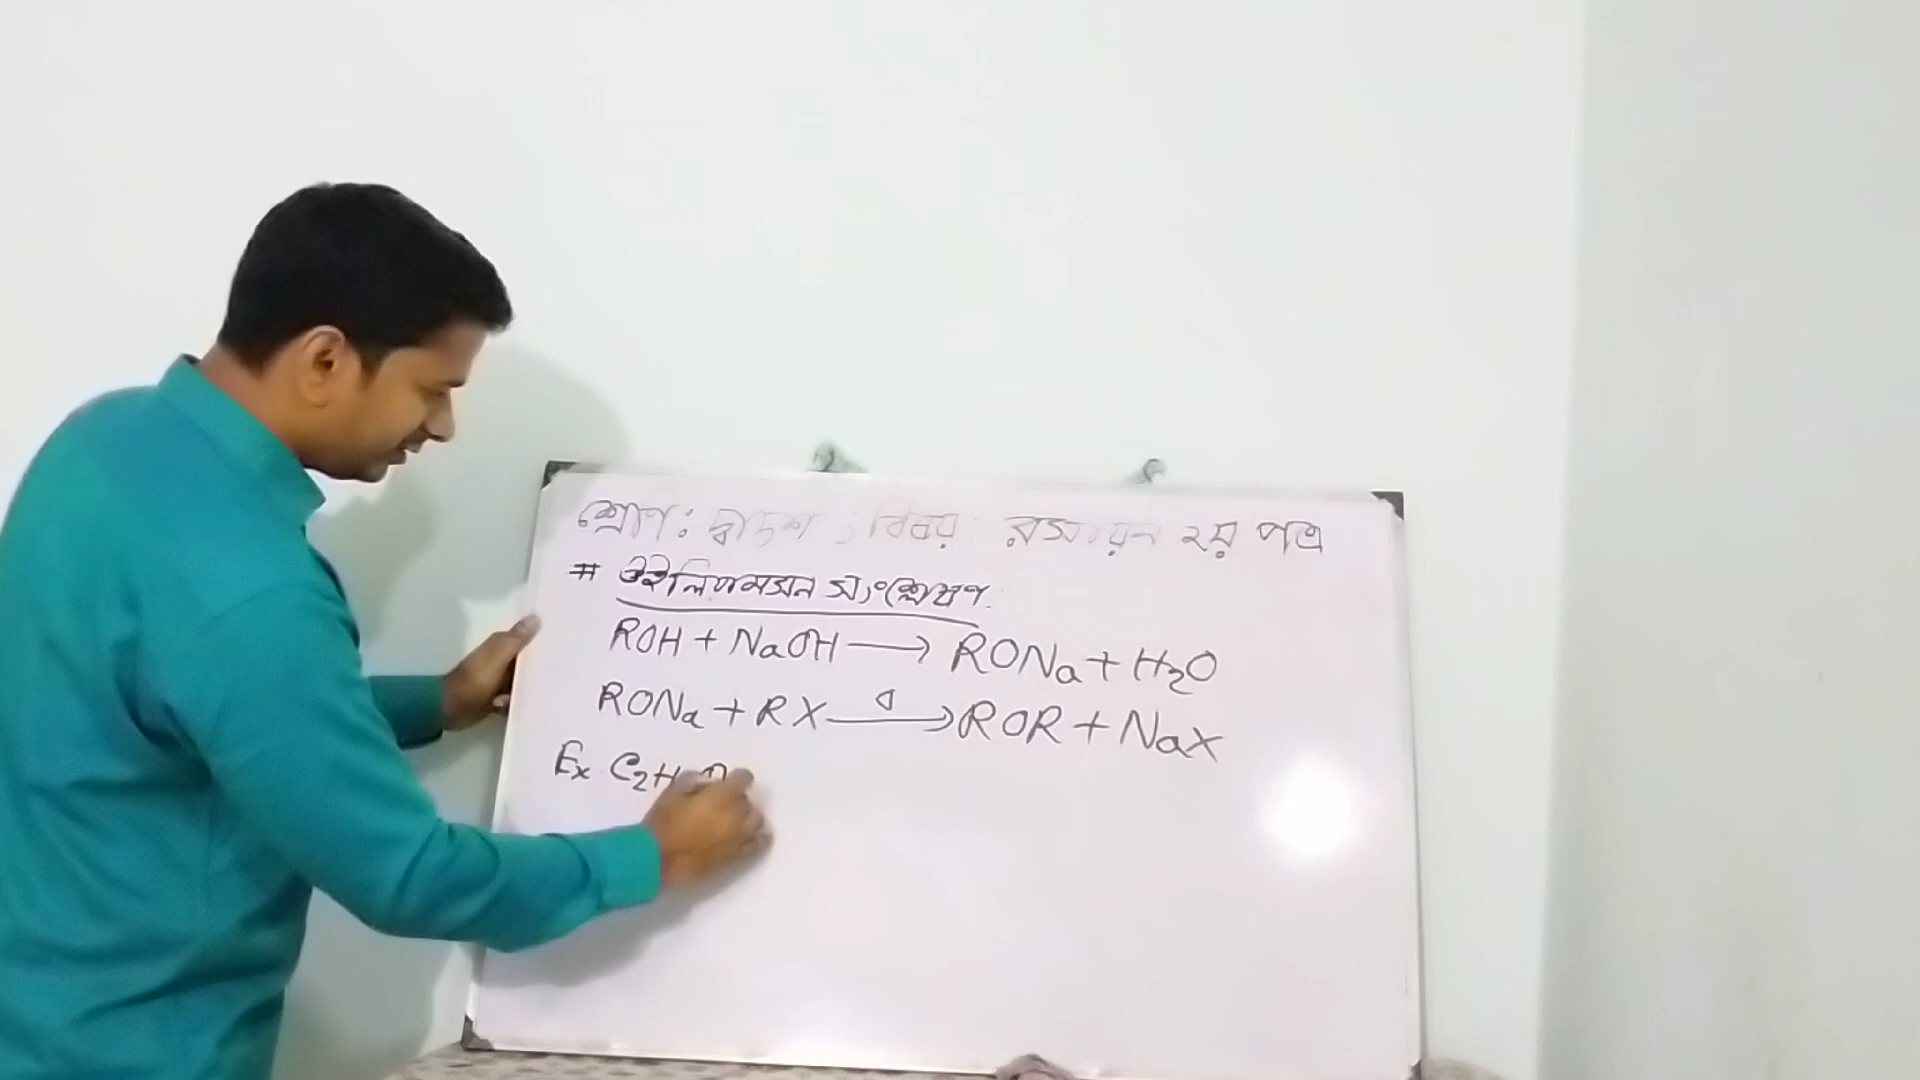 শ্রেণি: দ্বাদশ ; বিষয়: রসায়ন ২য় পত্র
# উইলিয়ামসন সংশ্লেষণ:
ROH + NaOH ⟶ RONa + H₂O
RONa + RX ⟶ ROR + NaX
Ex. C₂H